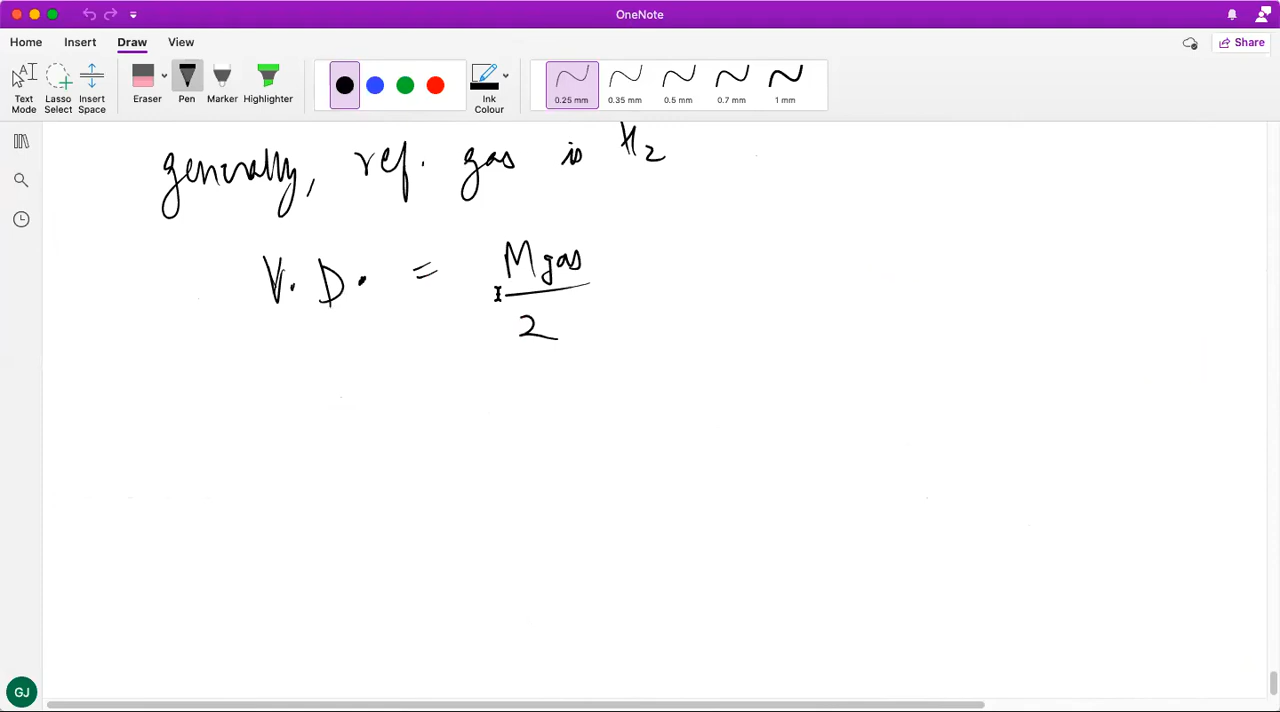 OneNote
Home Insert Draw View Share
Text Mode Lasso Select Insert Space Eraser Pen Marker Highlighter Ink Colour 0.25 mm 0.35 mm 0.5 mm 0.7 mm 1 mm
generally, ref. gas is H2
V. D. = M gas
2
GJ